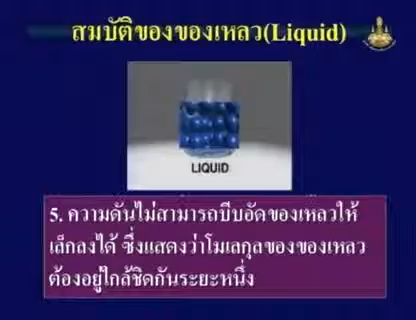 สมบัติของของเหลว(Liquid)
LIQUID
5. ความดันไม่สามารถบีบอัดของเหลวให้
เล็กลงได้ ซึ่งแสดงว่าโมเลกุลของของเหลว
ต้องอยู่ใกล้ชิดกันระยะหนึ่ง